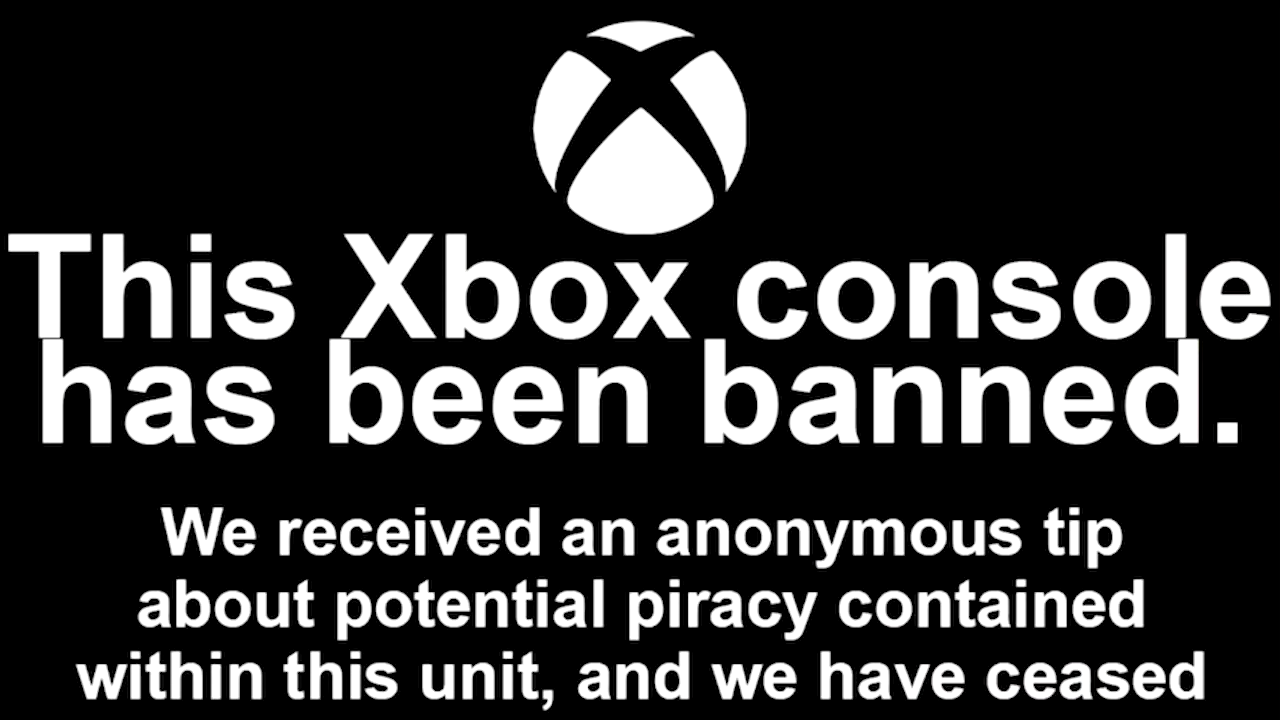 This Xbox console
has been banned.
We received an anonymous tip
about potential piracy contained
within this unit, and we have ceased